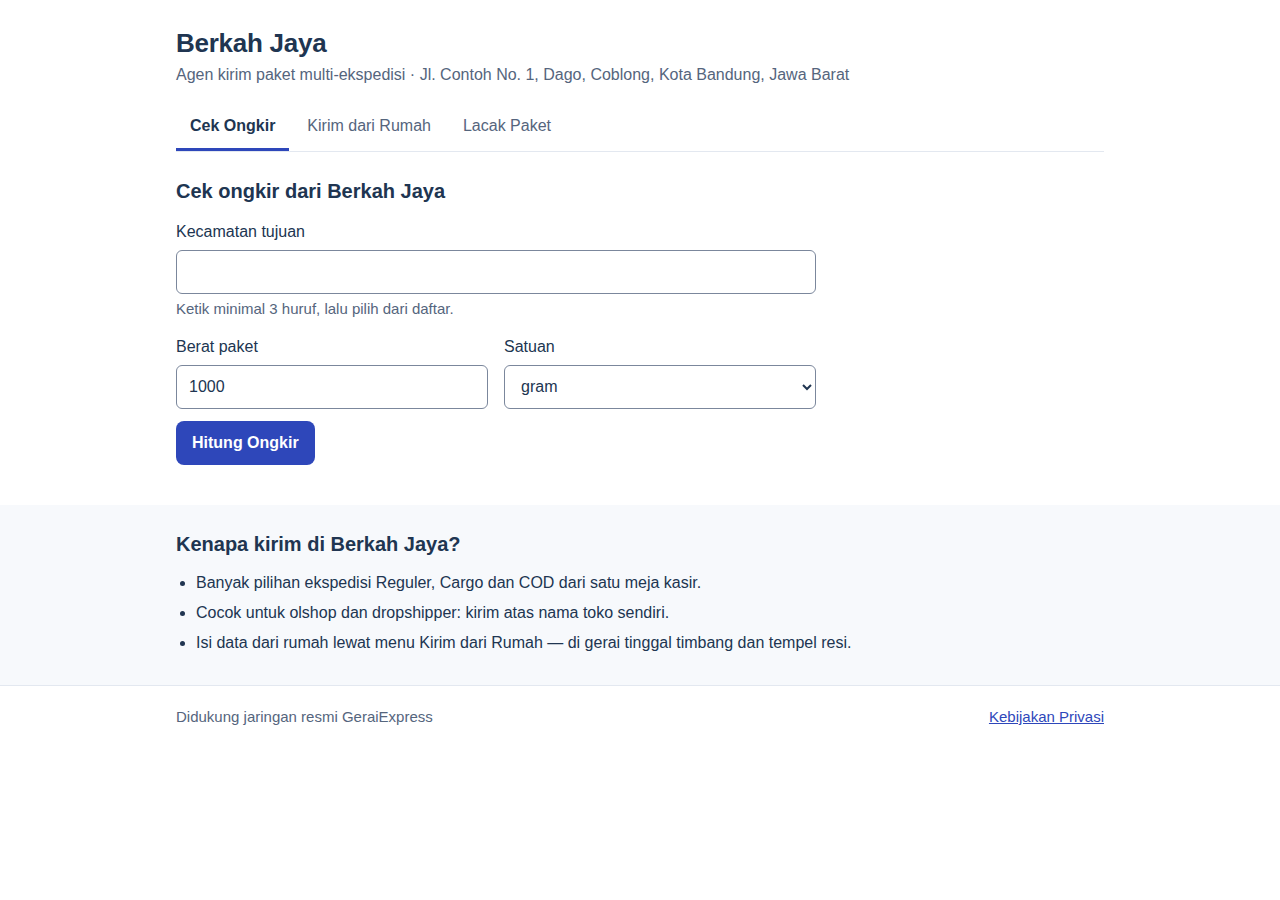 Berkah Jaya
Agen kirim paket multi-ekspedisi · Jl. Contoh No. 1, Dago, Coblong, Kota Bandung, Jawa Barat
Cek Ongkir
Kirim dari Rumah
Lacak Paket
Cek ongkir dari Berkah Jaya
Kecamatan tujuan
Ketik minimal 3 huruf, lalu pilih dari daftar.
Berat paket
Satuan
1000
gram
Hitung Ongkir
Kenapa kirim di Berkah Jaya?
• Banyak pilihan ekspedisi Reguler, Cargo dan COD dari satu meja kasir.
• Cocok untuk olshop dan dropshipper: kirim atas nama toko sendiri.
• Isi data dari rumah lewat menu Kirim dari Rumah — di gerai tinggal timbang dan tempel resi.
Didukung jaringan resmi GeraiExpress
Kebijakan Privasi